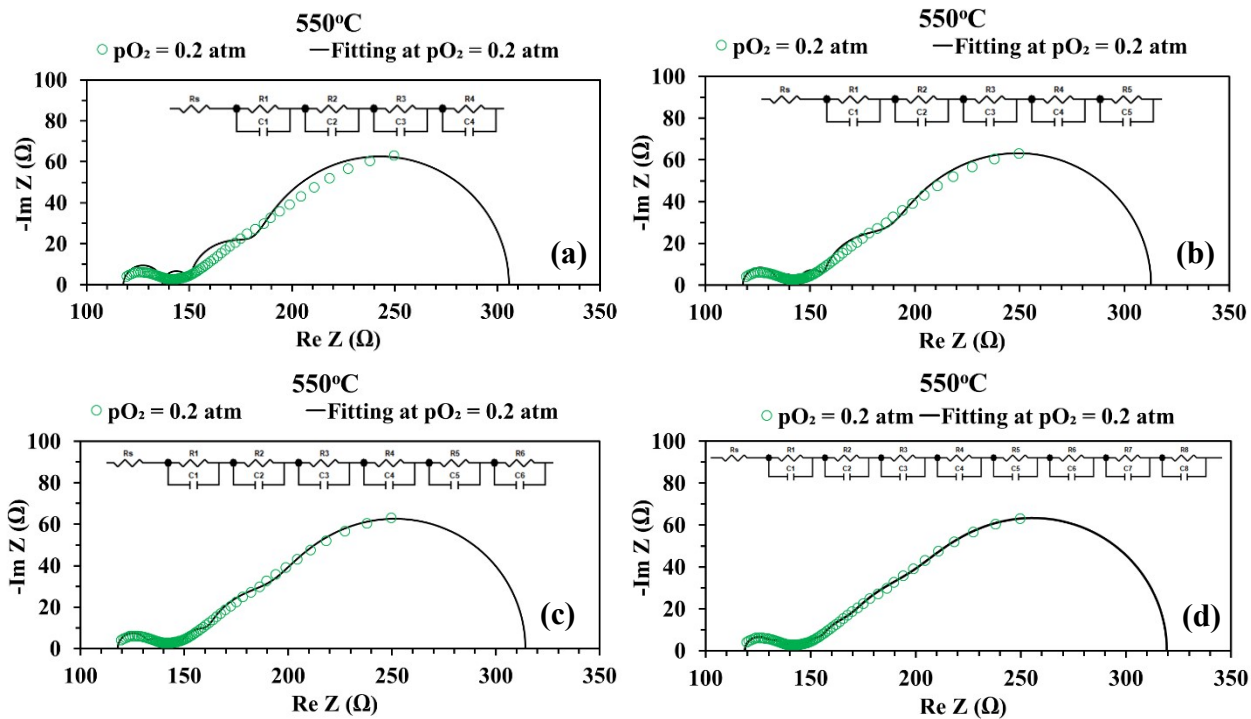 550°C
pO₂ = 0.2 atm Fitting at pO₂ = 0.2 atm
Rs R1 R2 R3 R4
C1 C2 C3 C4
100
80
60
40
20
0
-Im Z (Ω)
(a)
100 150 200 250 300 350
Re Z (Ω)
550°C
pO₂ = 0.2 atm Fitting at pO₂ = 0.2 atm
Rs R1 R2 R3 R4 R5
C1 C2 C3 C4 C5
100
80
60
40
20
0
-Im Z (Ω)
(b)
100 150 200 250 300 350
Re Z (Ω)
550°C
pO₂ = 0.2 atm Fitting at pO₂ = 0.2 atm
Rs R1 R2 R3 R4 R5 R6
C1 C2 C3 C4 C5 C6
100
80
60
40
20
0
-Im Z (Ω)
(c)
100 150 200 250 300 350
Re Z (Ω)
550°C
pO₂ = 0.2 atm Fitting at pO₂ = 0.2 atm
Rs R1 R2 R3 R4 R5 R6 R7 R8
C1 C2 C3 C4 C5 C6 C7 C8
100
80
60
40
20
0
-Im Z (Ω)
(d)
100 150 200 250 300 350
Re Z (Ω)